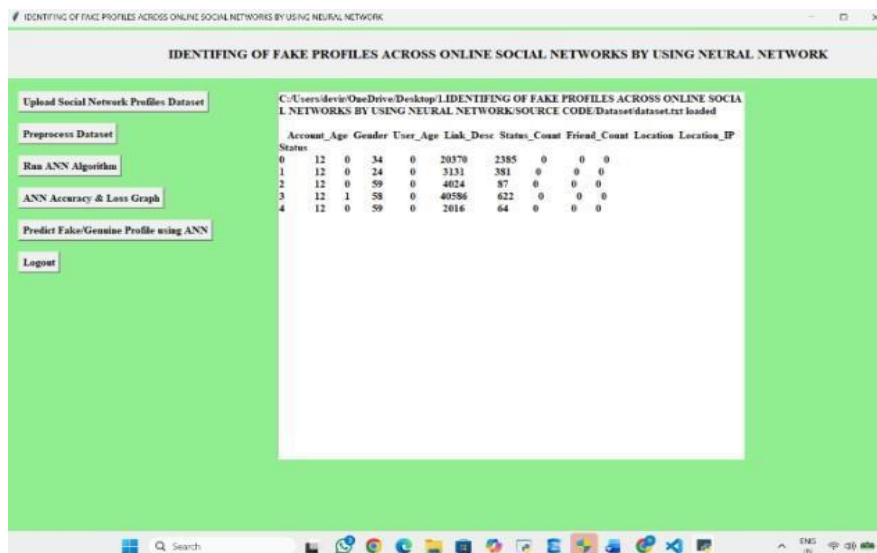 IDENTIFING OF FAKE PROFILES ACROSS ONLINE SOCIAL NETWORKS BY USING NEURAL NETWORK
IDENTIFING OF FAKE PROFILES ACROSS ONLINE SOCIAL NETWORKS BY USING NEURAL NETWORK
Upload Social Network Profiles Dataset
Preprocess Dataset
Run ANN Algorithm
ANN Accuracy & Loss Graph
Predict Fake/Genuine Profile using ANN
Logout
C:/Users/devir/OneDrive/Desktop/1.IDENTIFING OF FAKE PROFILES ACROSS ONLINE SOCIA
L NETWORKS BY USING NEURAL NETWORK/SOURCE CODE/Dataset/dataset.txt loaded
Account_Age Gender User_Age Link_Desc Status_Count Friend_Count Location Location_IP
Status
0 12 0 34 0 20370 2385 0 0 0
1 12 0 24 0 3131 381 0 0 0
2 12 0 59 0 4024 87 0 0 0
3 12 1 58 0 40586 622 0 0 0
4 12 0 59 0 2016 64 0 0 0
Search
ENG
IN